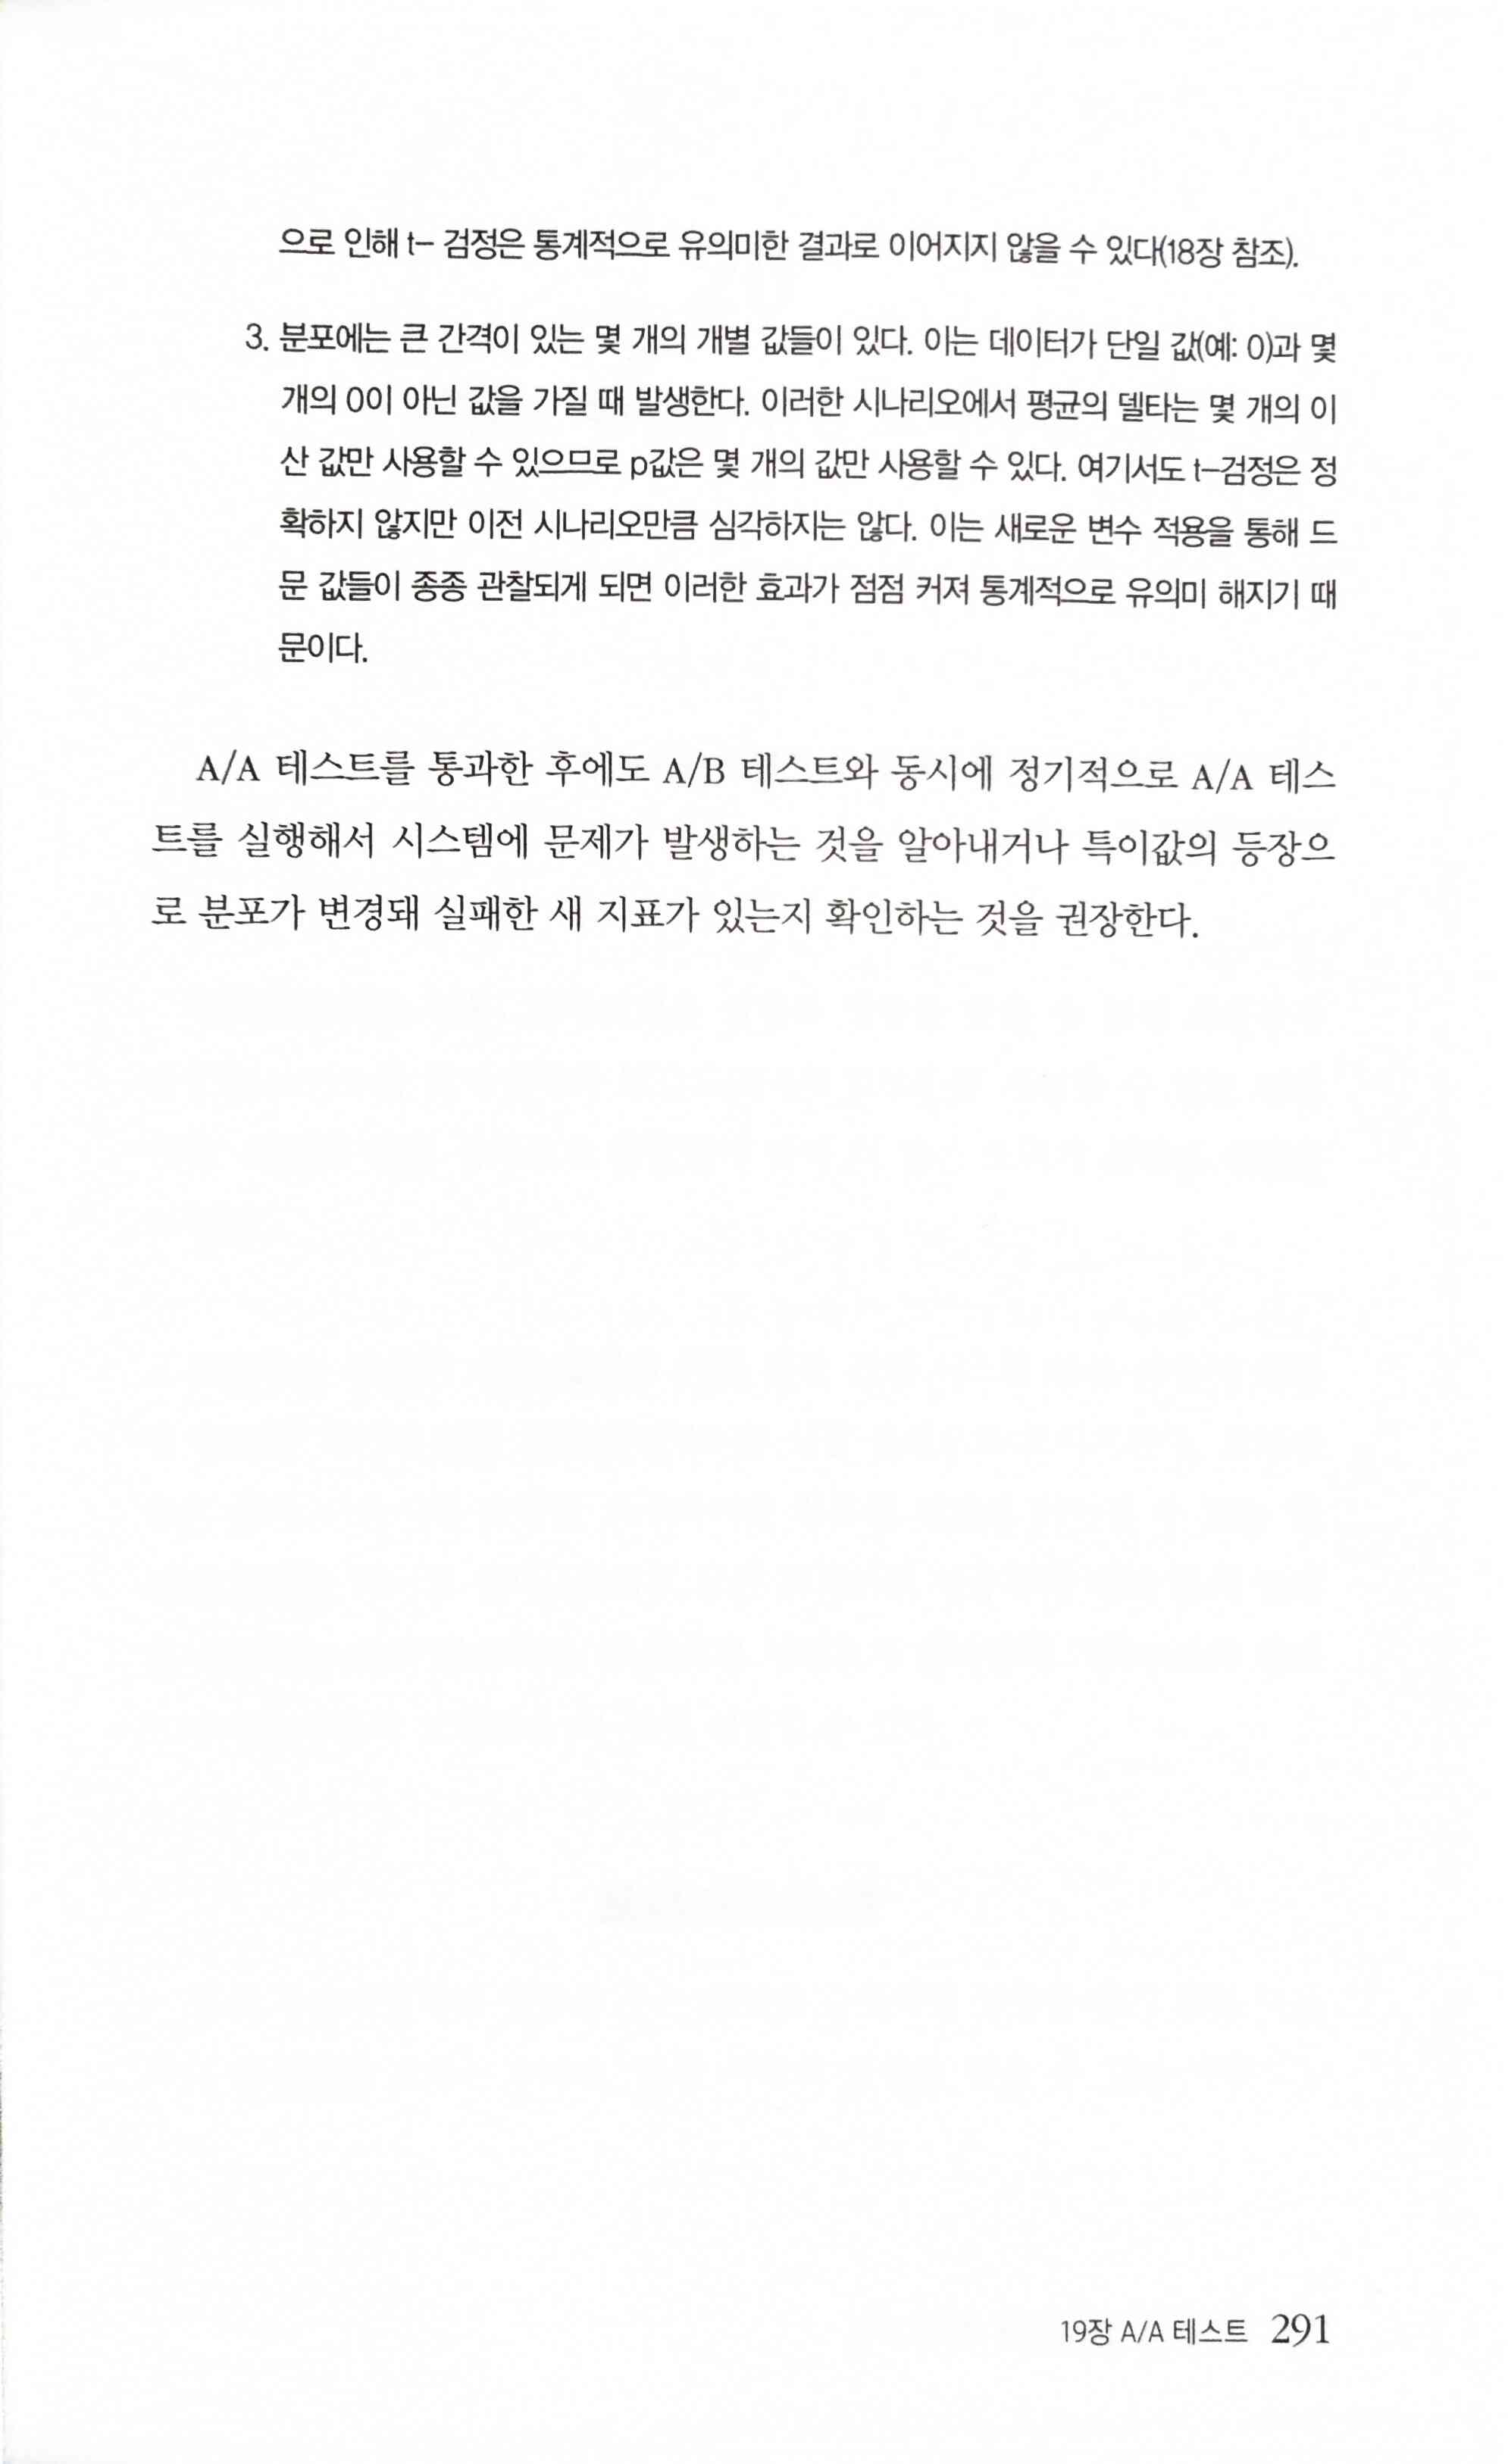 으로 인해 t- 검정은 통계적으로 유의미한 결과로 이어지지 않을 수 있다(18장 참조).
3. 분포에는 큰 간격이 있는 몇 개의 개별 값들이 있다. 이는 데이터가 단일 값(예: 0)과 몇
개의 0이 아닌 값을 가질 때 발생한다. 이러한 시나리오에서 평균의 델타는 몇 개의 이
산 값만 사용할 수 있으므로 p값은 몇 개의 값만 사용할 수 있다. 여기서도 t-검정은 정
확하지 않지만 이전 시나리오만큼 심각하지는 않다. 이는 새로운 변수 적용을 통해 드
문 값들이 종종 관찰되게 되면 이러한 효과가 점점 커져 통계적으로 유의미 해지기 때
문이다.
A/A 테스트를 통과한 후에도 A/B 테스트와 동시에 정기적으로 A/A 테스
트를 실행해서 시스템에 문제가 발생하는 것을 알아내거나 특이값의 등장으
로 분포가 변경돼 실패한 새 지표가 있는지 확인하는 것을 권장한다.
19장 A/A 테스트 291